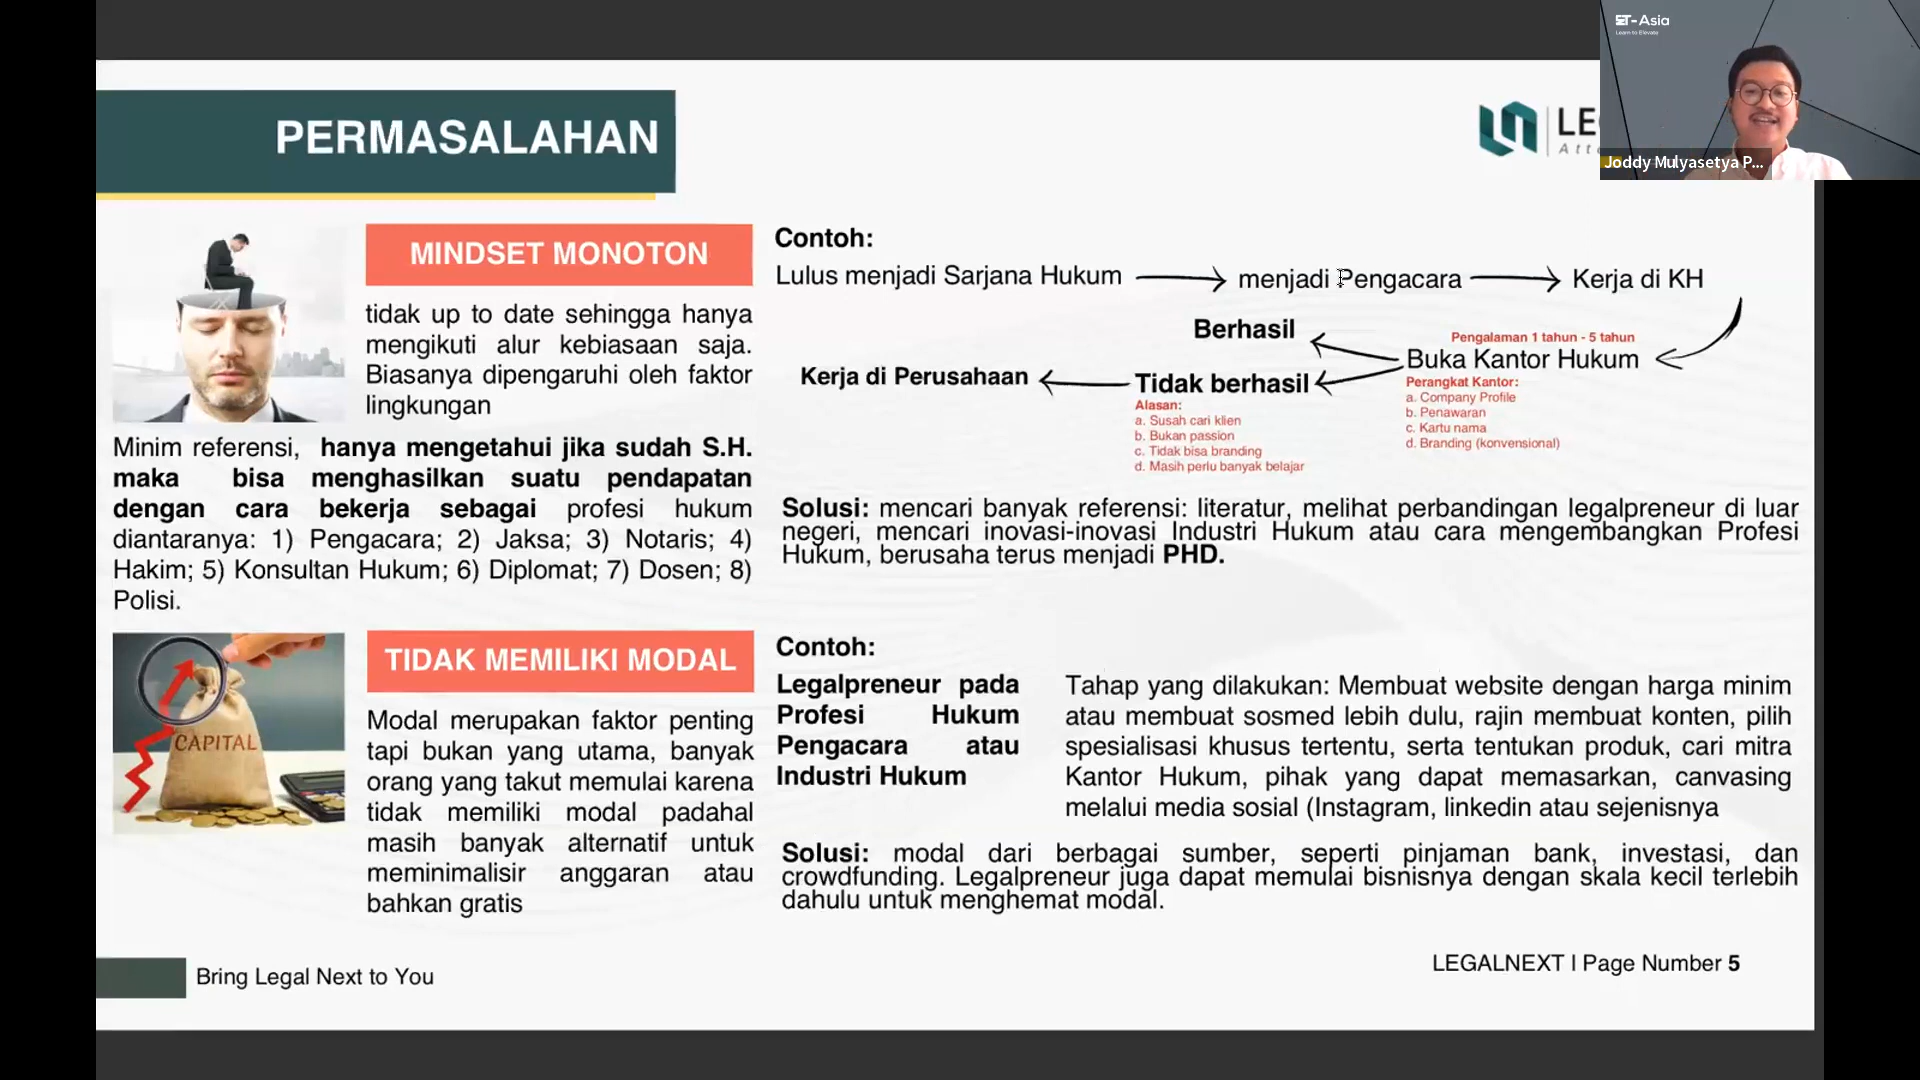 ST-Asia
Learn to Elevate
Joddy Mulyasetya P...
PERMASALAHAN
LE
Att
MINDSET MONOTON
tidak up to date sehingga hanya
mengikuti alur kebiasaan saja.
Biasanya dipengaruhi oleh faktor
lingkungan
Minim referensi, hanya mengetahui jika sudah S.H.
maka bisa menghasilkan suatu pendapatan
dengan cara bekerja sebagai profesi hukum
diantaranya: 1) Pengacara; 2) Jaksa; 3) Notaris; 4)
Hakim; 5) Konsultan Hukum; 6) Diplomat; 7) Dosen; 8)
Polisi.
Contoh:
Lulus menjadi Sarjana Hukum
menjadi Pengacara
Kerja di KH
Pengalaman 1 tahun - 5 tahun
Buka Kantor Hukum
Perangkat Kantor:
a. Company Profile
b. Penawaran
c. Kartu nama
d. Branding (konvensional)
Berhasil
Tidak berhasil
Alasan:
a. Susah cari klien
b. Bukan passion
c. Tidak bisa branding
d. Masih perlu banyak belajar
Kerja di Perusahaan
Solusi: mencari banyak referensi: literatur, melihat perbandingan legalpreneur di luar
negeri, mencari inovasi-inovasi Industri Hukum atau cara mengembangkan Profesi
Hukum, berusaha terus menjadi PHD.
CAPITAL
TIDAK MEMILIKI MODAL
Modal merupakan faktor penting
tapi bukan yang utama, banyak
orang yang takut memulai karena
tidak memiliki modal padahal
masih banyak alternatif untuk
meminimalisir anggaran atau
bahkan gratis
Contoh:
Legalpreneur pada
Profesi Hukum
Pengacara atau
Industri Hukum
Tahap yang dilakukan: Membuat website dengan harga minim
atau membuat sosmed lebih dulu, rajin membuat konten, pilih
spesialisasi khusus tertentu, serta tentukan produk, cari mitra
Kantor Hukum, pihak yang dapat memasarkan, canvasing
melalui media sosial (Instagram, linkedin atau sejenisnya
Solusi: modal dari berbagai sumber, seperti pinjaman bank, investasi, dan
crowdfunding. Legalpreneur juga dapat memulai bisnisnya dengan skala kecil terlebih
dahulu untuk menghemat modal.
Bring Legal Next to You
LEGALNEXT I Page Number 5